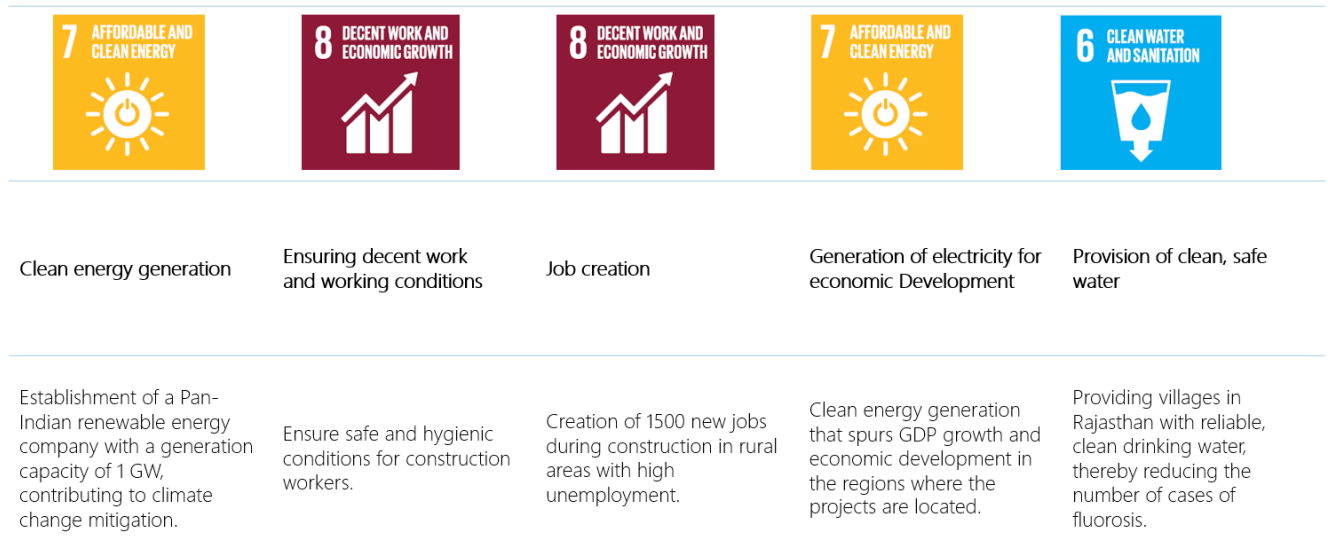 7 AFFORDABLE AND
CLEAN ENERGY
8 DECENT WORK AND
ECONOMIC GROWTH
8 DECENT WORK AND
ECONOMIC GROWTH
7 AFFORDABLE AND
CLEAN ENERGY
6 CLEAN WATER
AND SANITATION
Clean energy generation
Ensuring decent work
and working conditions
Job creation
Generation of electricity for
economic Development
Provision of clean, safe
water
Establishment of a Pan-
Indian renewable energy
company with a generation
capacity of 1 GW,
contributing to climate
change mitigation.
Ensure safe and hygienic
conditions for construction
workers.
Creation of 1500 new jobs
during construction in rural
areas with high
unemployment.
Clean energy generation
that spurs GDP growth and
economic development in
the regions where the
projects are located.
Providing villages in
Rajasthan with reliable,
clean drinking water,
thereby reducing the
number of cases of
fluorosis.